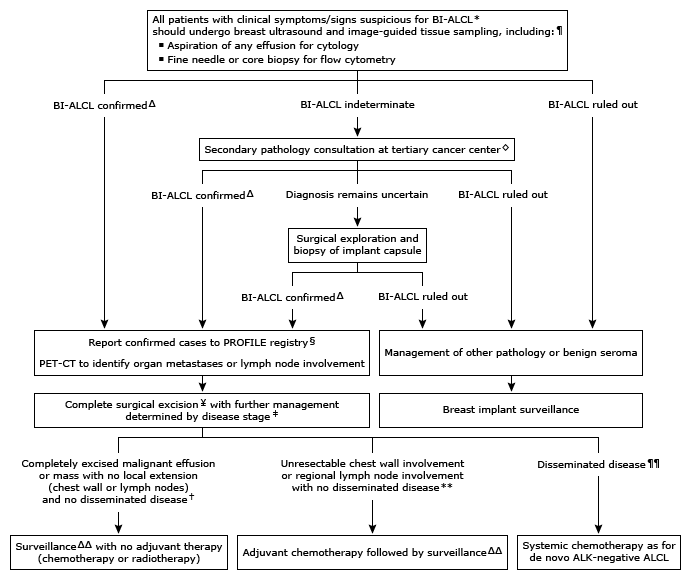 All patients with clinical symptoms/signs suspicious for BI-ALCL*
should undergo breast ultrasound and image-guided tissue sampling, including:¶
▪ Aspiration of any effusion for cytology
▪ Fine needle or core biopsy for flow cytometry
BI-ALCL confirmedΔ
BI-ALCL indeterminate
BI-ALCL ruled out
Secondary pathology consultation at tertiary cancer center◇
BI-ALCL confirmedΔ
Diagnosis remains uncertain
BI-ALCL ruled out
Surgical exploration and
biopsy of implant capsule
BI-ALCL confirmedΔ
BI-ALCL ruled out
Report confirmed cases to PROFILE registry§
PET-CT to identify organ metastases or lymph node involvement
Management of other pathology or benign seroma
Complete surgical excision¥ with further management
determined by disease stage‡
Breast implant surveillance
Completely excised malignant effusion
or mass with no local extension
(chest wall or lymph nodes)
and no disseminated disease†
Unresectable chest wall involvement
or regional lymph node involvement
with no disseminated disease**
Disseminated disease¶¶
SurveillanceΔΔ with no adjuvant therapy
(chemotherapy or radiotherapy)
Adjuvant chemotherapy followed by surveillanceΔΔ
Systemic chemotherapy as for
de novo ALK-negative ALCL